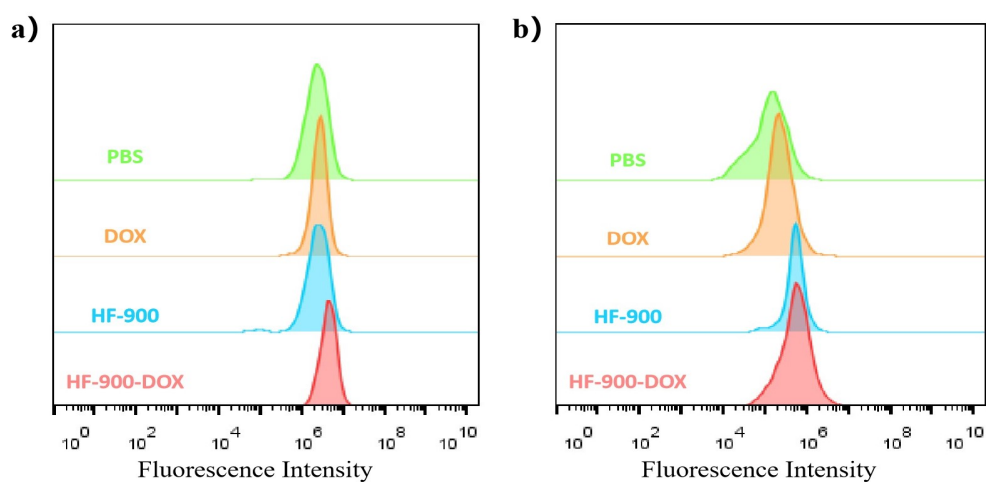 a)
PBS
DOX
HF-900
HF-900-DOX
10^0 10^2 10^4 10^6 10^8 10^10
Fluorescence Intensity
b)
PBS
DOX
HF-900
HF-900-DOX
10^0 10^2 10^4 10^6 10^8 10^10
Fluorescence Intensity